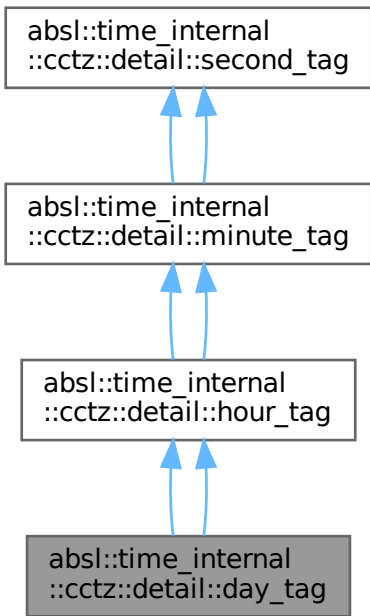 absl::time_internal
::cctz::detail::second_tag
absl::time_internal
::cctz::detail::minute_tag
absl::time_internal
::cctz::detail::hour_tag
absl::time_internal
::cctz::detail::day_tag